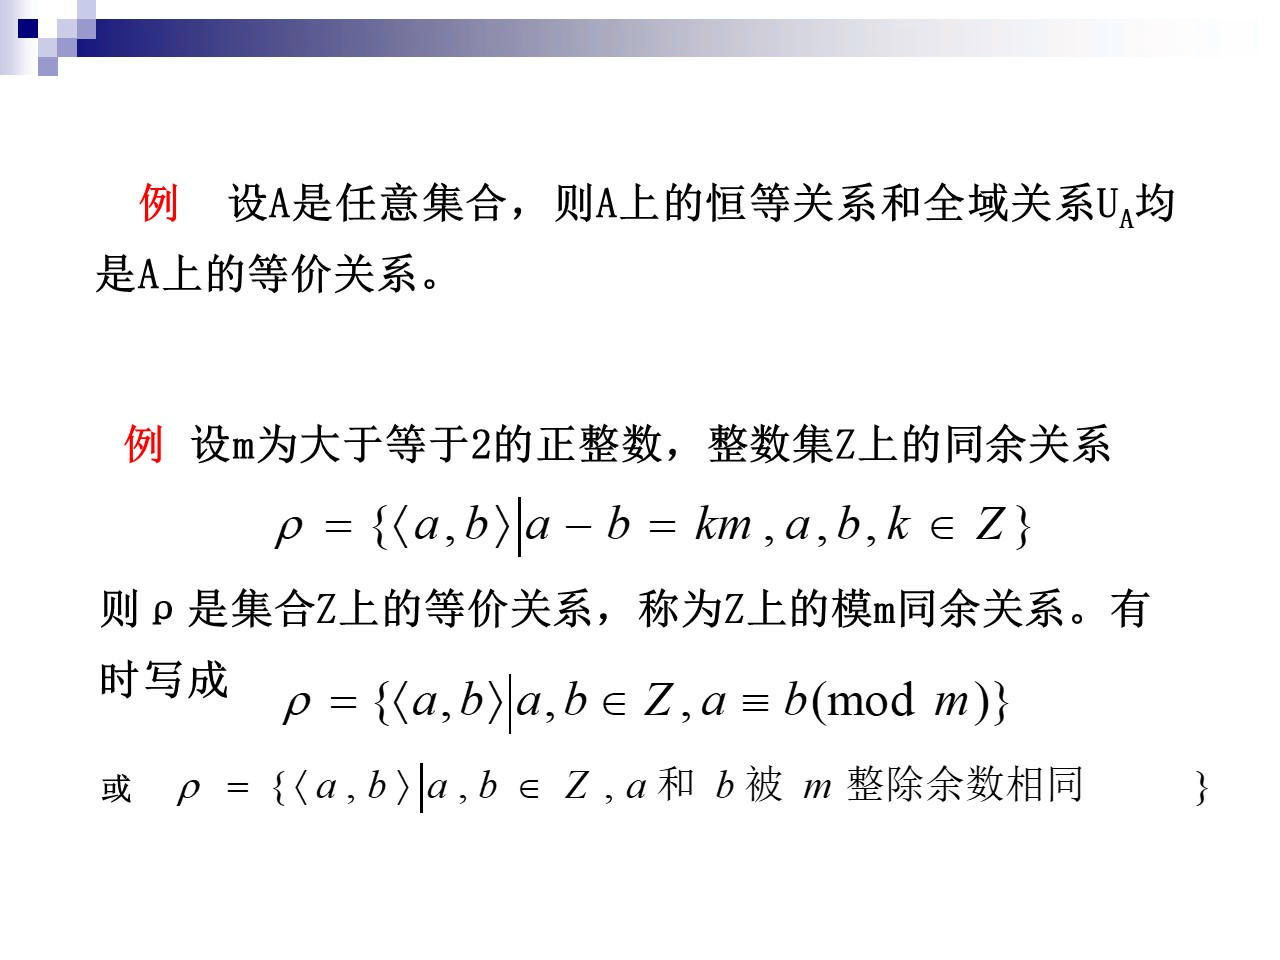 例 设A是任意集合，则A上的恒等关系和全域关系U_A均
是A上的等价关系。
例 设m为大于等于2的正整数，整数集Z上的同余关系
ρ = {⟨a,b⟩|a − b = km,a,b,k ∈ Z}
则ρ是集合Z上的等价关系，称为Z上的模m同余关系。有
时写成 ρ = {⟨a,b⟩|a,b ∈ Z,a ≡ b(mod m)}
或 ρ = {⟨a,b⟩|a,b ∈ Z,a和 b被 m 整除余数相同 }